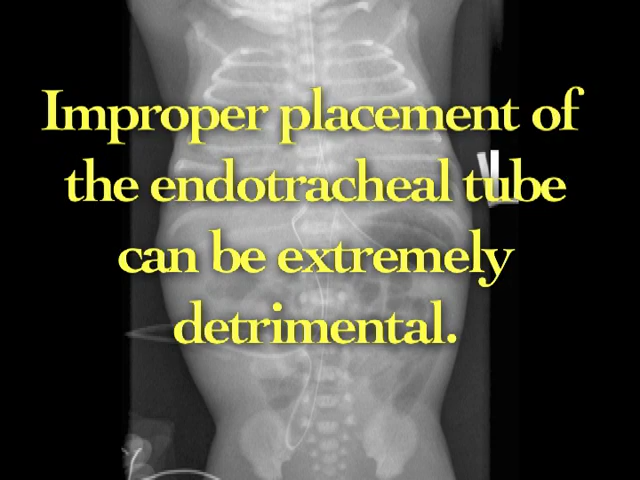 Improper placement of
the endotracheal tube
can be extremely
detrimental.